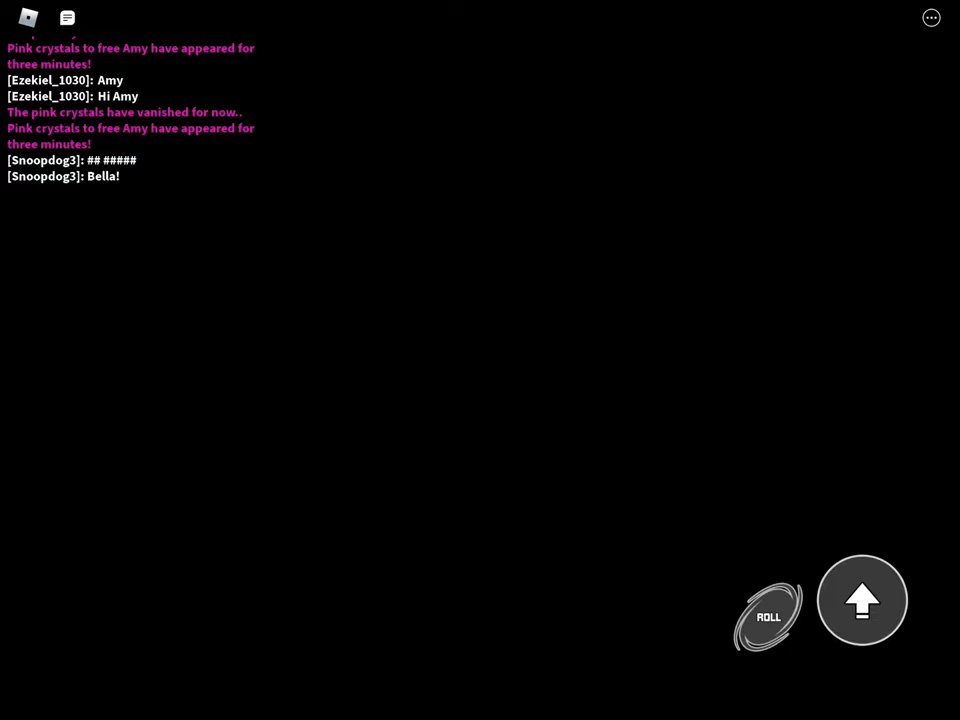 Pink crystals to free Amy have appeared for
three minutes!
[Ezekiel_1030]: Amy
[Ezekiel_1030]: Hi Amy
The pink crystals have vanished for now..
Pink crystals to free Amy have appeared for
three minutes!
[Snoopdog3]: ## #####
[Snoopdog3]: Bella!
ROLL